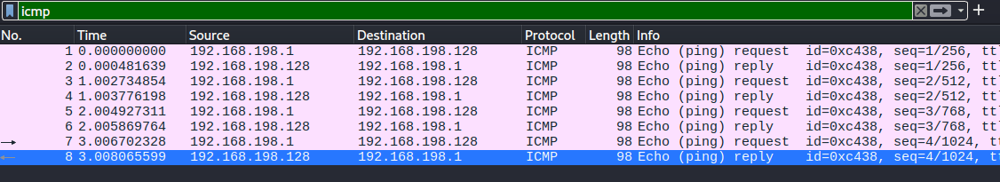 icmp
No. Time Source Destination Protocol Length Info
1 0.000000000 192.168.198.1 192.168.198.128 ICMP 98 Echo (ping) request id=0xc438, seq=1/256, tt
2 0.000481639 192.168.198.128 192.168.198.1 ICMP 98 Echo (ping) reply id=0xc438, seq=1/256, tt
3 1.002734854 192.168.198.1 192.168.198.128 ICMP 98 Echo (ping) request id=0xc438, seq=2/512, tt
4 1.003776198 192.168.198.128 192.168.198.1 ICMP 98 Echo (ping) reply id=0xc438, seq=2/512, tt
5 2.004927311 192.168.198.1 192.168.198.128 ICMP 98 Echo (ping) request id=0xc438, seq=3/768, tt
6 2.005869764 192.168.198.128 192.168.198.1 ICMP 98 Echo (ping) reply id=0xc438, seq=3/768, tt
7 3.006702328 192.168.198.1 192.168.198.128 ICMP 98 Echo (ping) request id=0xc438, seq=4/1024, t
8 3.008065599 192.168.198.128 192.168.198.1 ICMP 98 Echo (ping) reply id=0xc438, seq=4/1024, t